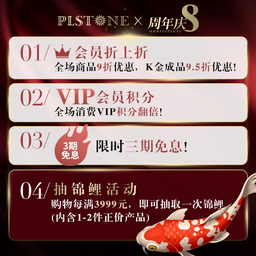 PLSTONE × 周年庆8
anniversary
01/ 会员折上折
全场商品9折优惠，K金成品9.5折优惠!
02/ VIP会员积分
全场消费VIP积分翻倍!
03/ 3期免息 限时三期免息!
04/ 抽锦鲤活动
购物每满3999元，即可抽取一次锦鲤
(内含1-2件正价产品)